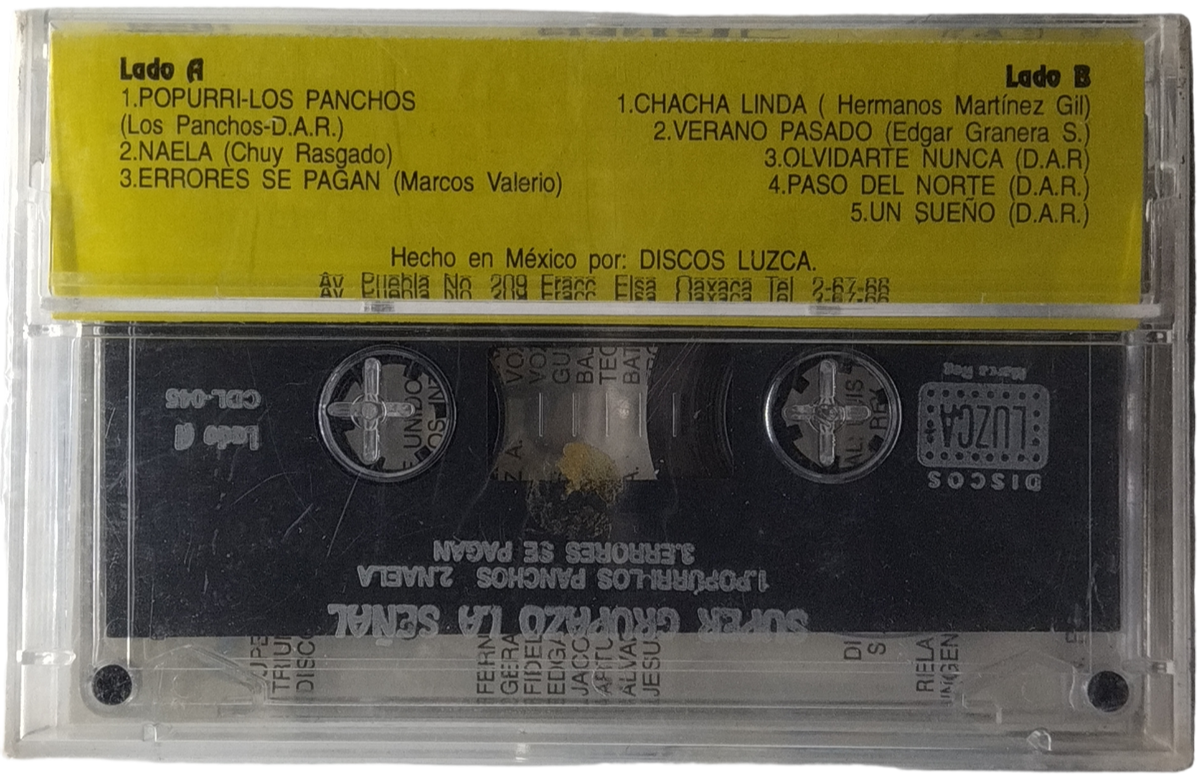 Lado A
1.POPURRI-LOS PANCHOS
(Los Panchos-D.A.R.)
2.NAELA (Chuy Rasgado)
3.ERRORES SE PAGAN (Marcos Valerio)
Lado B
1.CHACHA LINDA ( Hermanos Martínez Gil)
2.VERANO PASADO (Edgar Granera S.)
3.OLVIDARTE NUNCA (D.A.R)
4.PASO DEL NORTE (D.A.R.)
5.UN SUEÑO (D.A.R.)
Hecho en México por: DISCOS LUZCA.
Av Puebla No 209 Fracc Elsa Oaxaca Tel 2-67-66
SUPER GRUPAZO LA SEÑAL
1.POPURRI-LOS PANCHOS 2.NAELA
3.ERRORES SE PAGAN
DISCOS
LUZCA
Marca Reg
Lado A
CDL-045